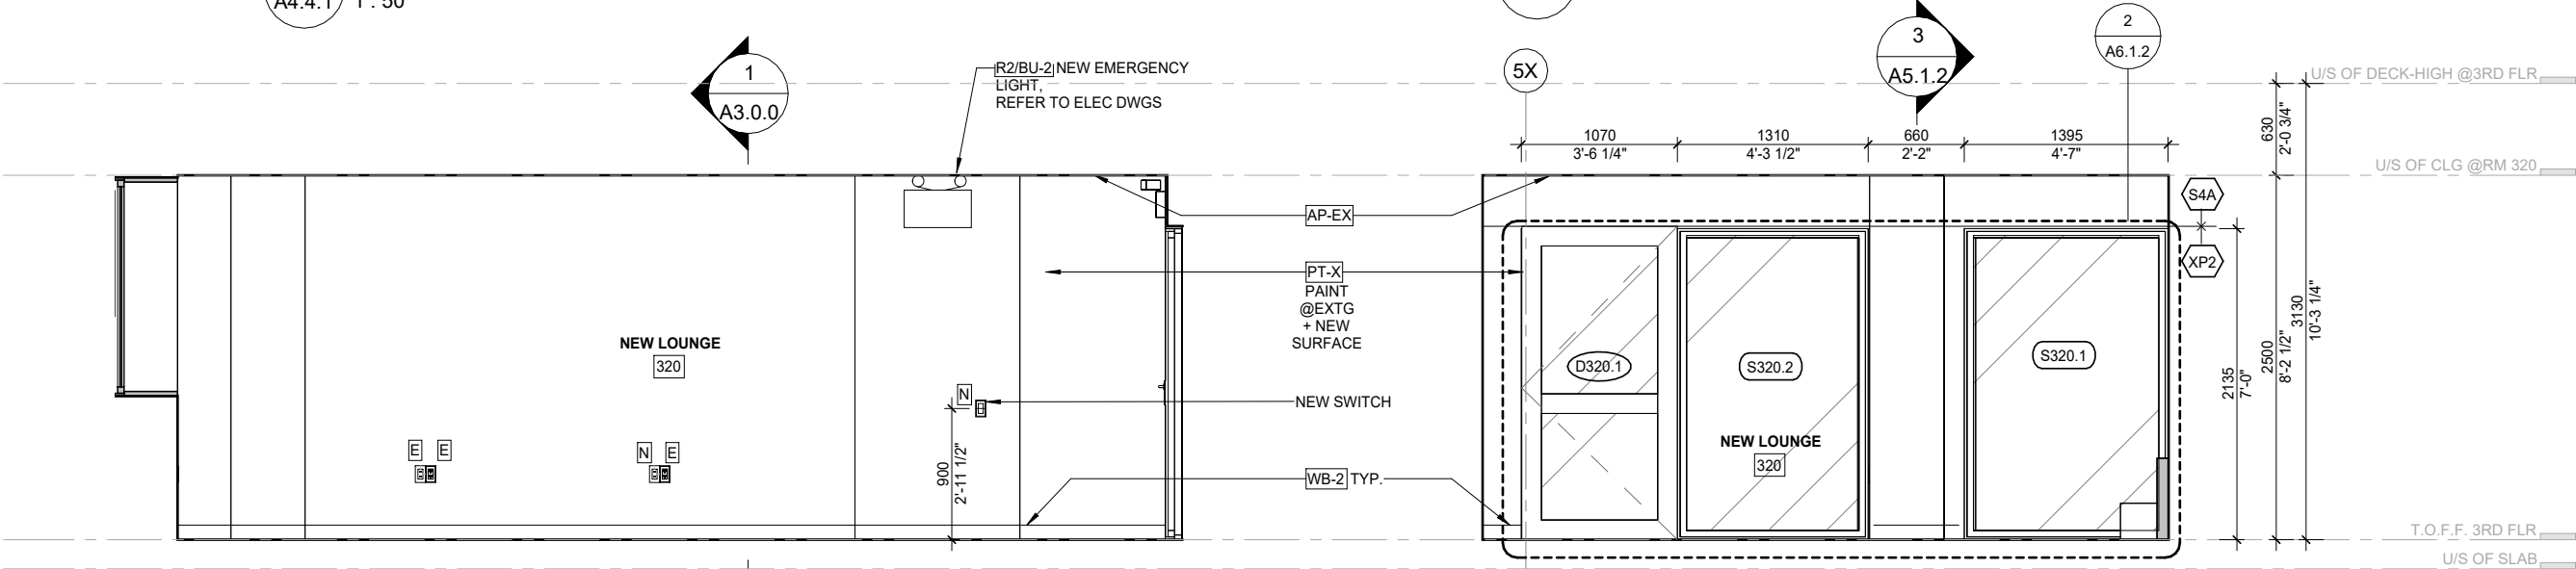 A4.4.1 1 : 50
1
A3.0.0
R2/BU-2 NEW EMERGENCY
LIGHT,
REFER TO ELEC DWGS
5X
3
A5.1.2
2
A6.1.2
U/S OF DECK-HIGH @3RD FLR
1070
3'-6 1/4"
1310
4'-3 1/2"
660
2'-2"
1395
4'-7"
630
2'-0 3/4"
U/S OF CLG @RM 320
S4A
XP2
AP-EX
PT-X
PAINT
@EXTG
+ NEW
SURFACE
NEW LOUNGE
320
D320.1
S320.2
S320.1
2135
7'-0"
2500
8'-2 1/2"
3130
10'-3 1/4"
N
NEW SWITCH
E E
N E
900
2'-11 1/2"
NEW LOUNGE
320
WB-2 TYP.
T.O.F.F. 3RD FLR
U/S OF SLAB